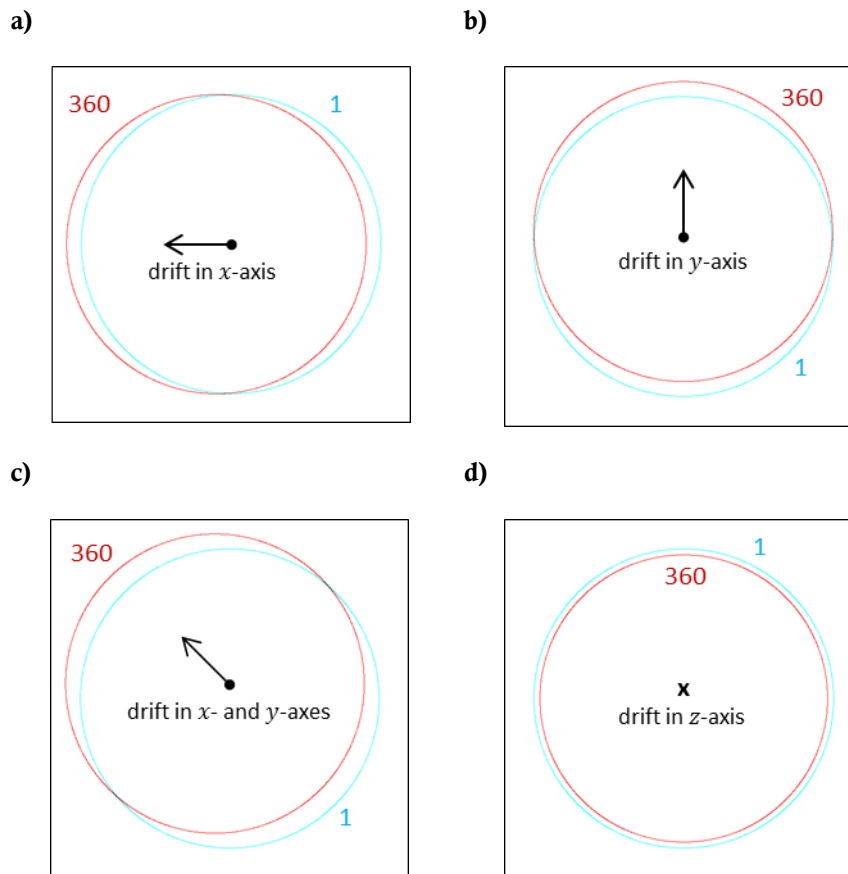 a)
360
1
drift in x-axis
b)
360
drift in y-axis
1
c)
360
drift in x- and y-axes
1
d)
1
360
x
drift in z-axis